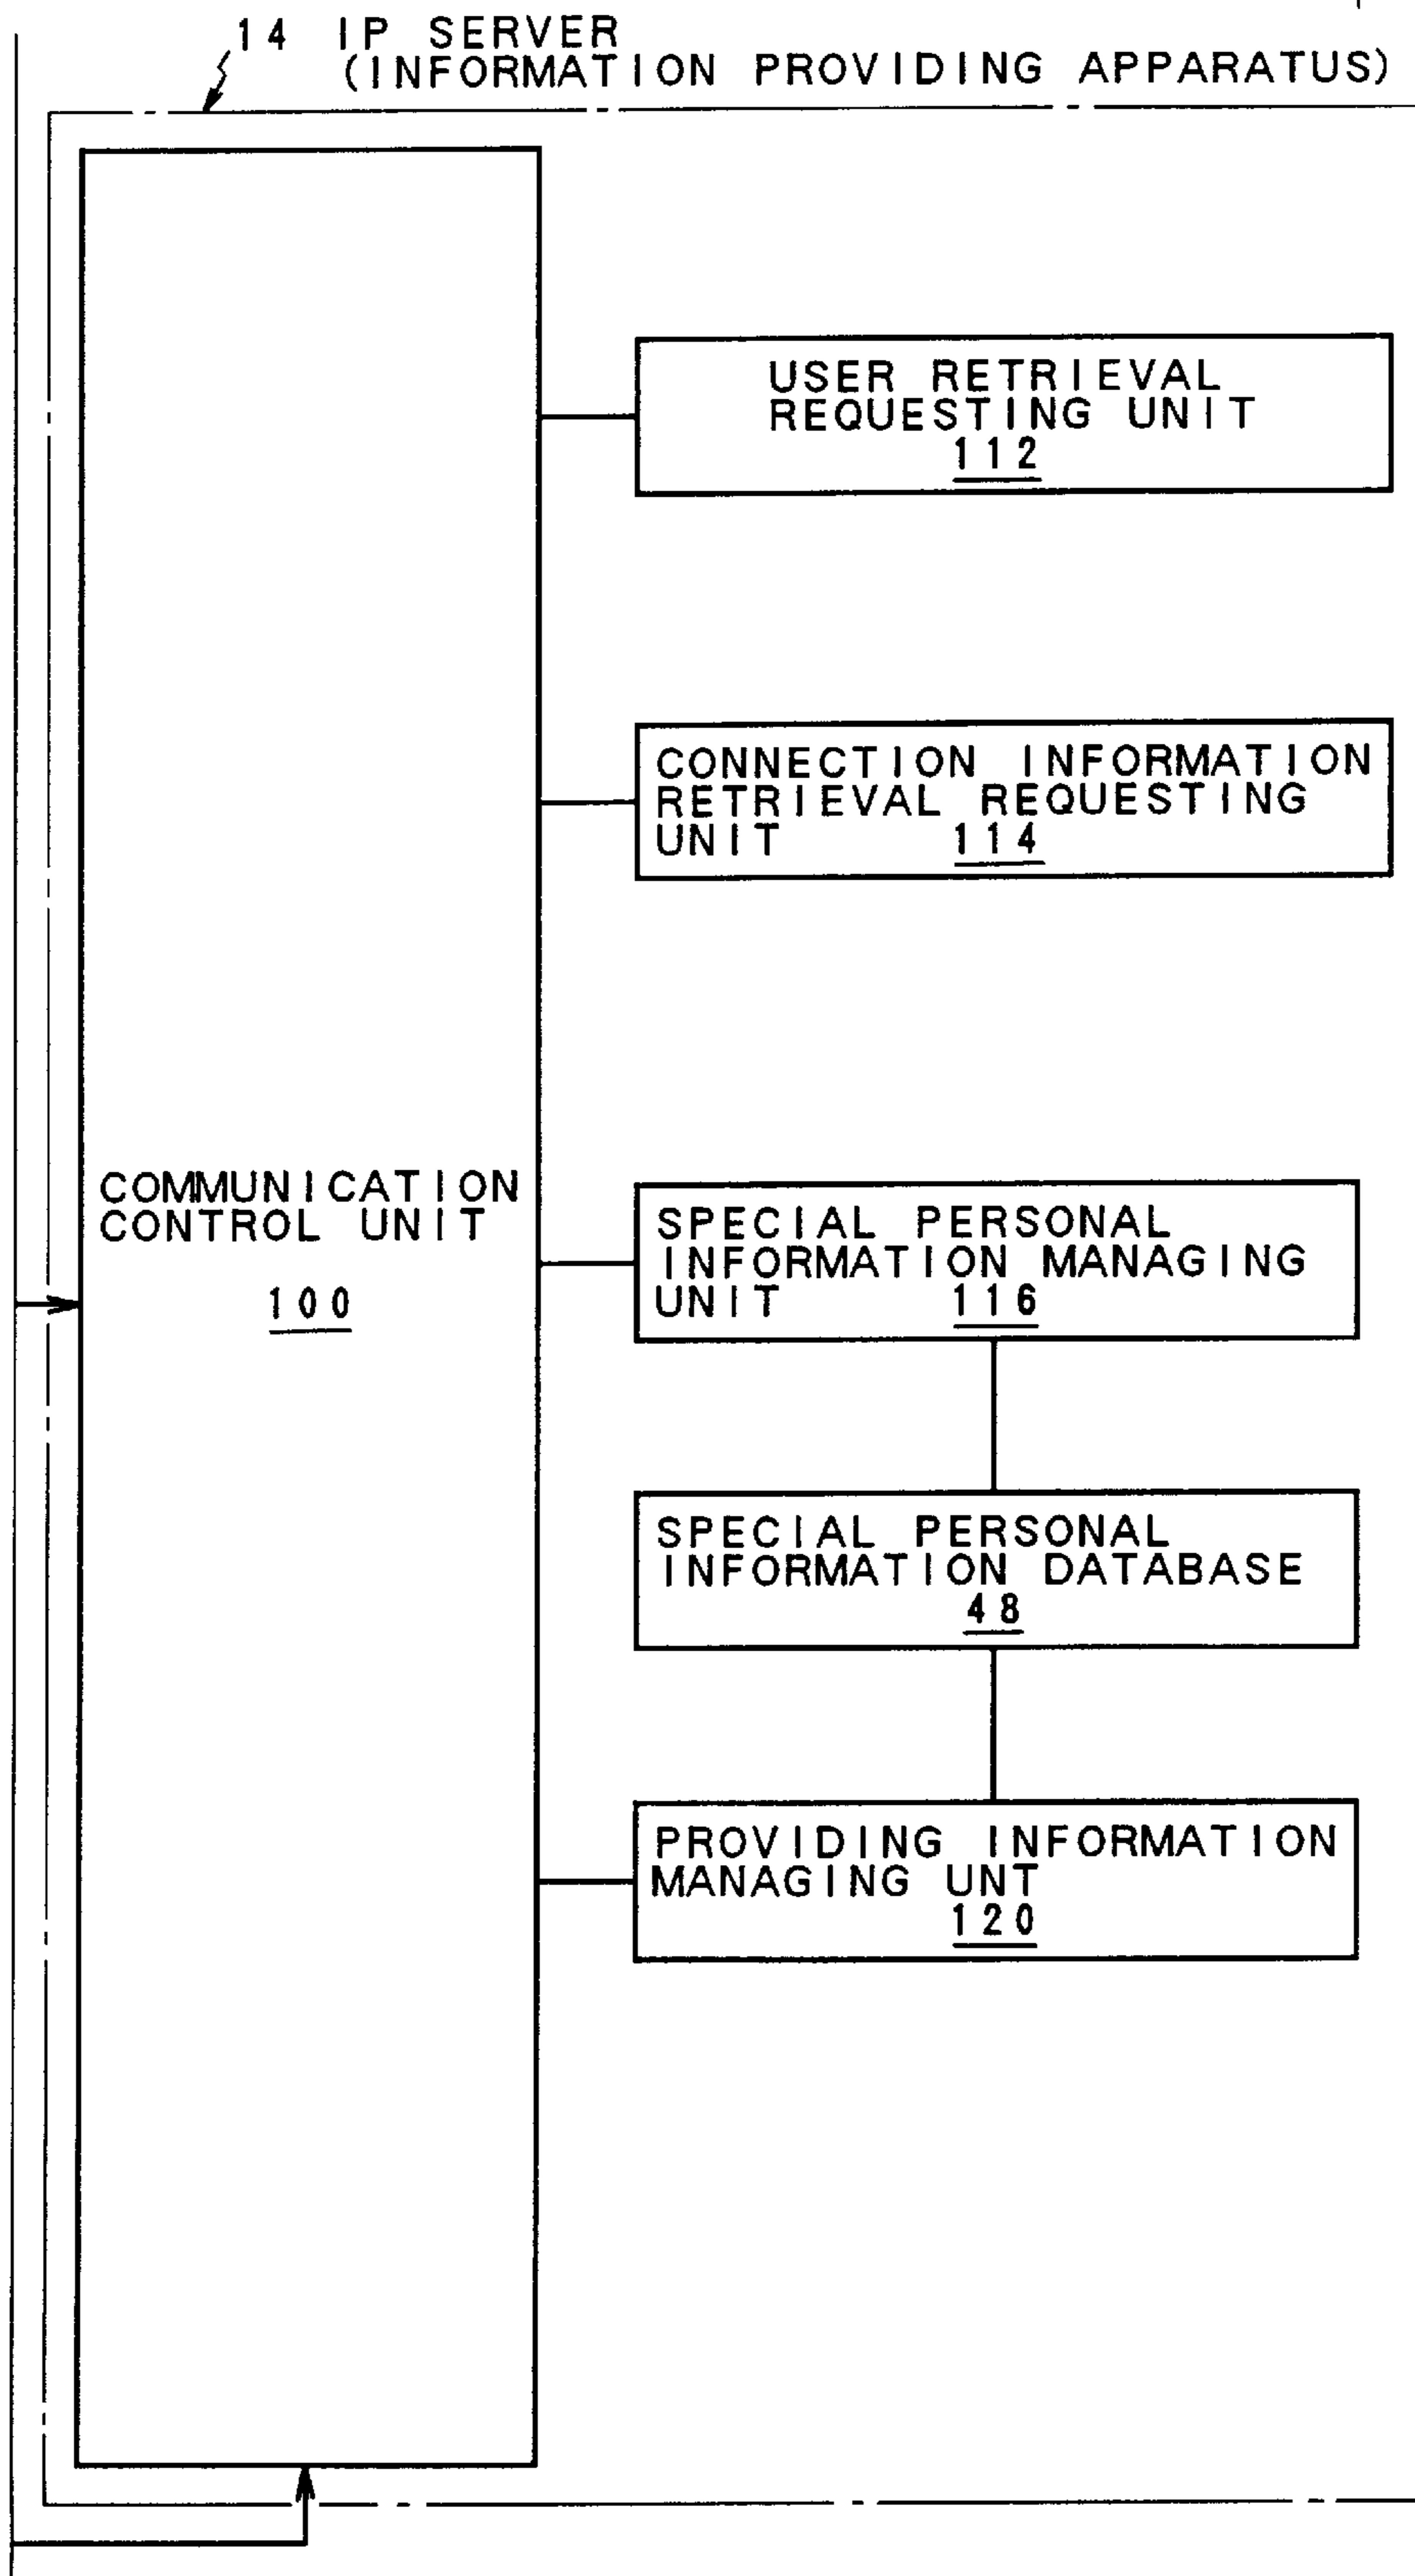 14 IP SERVER
(INFORMATION PROVIDING APPARATUS)
USER RETRIEVAL
REQUESTING UNIT
112
CONNECTION INFORMATION
RETRIEVAL REQUESTING
UNIT 114
COMMUNICATION
CONTROL UNIT
100
SPECIAL PERSONAL
INFORMATION MANAGING
UNIT 116
SPECIAL PERSONAL
INFORMATION DATABASE
48
PROVIDING INFORMATION
MANAGING UNT
120